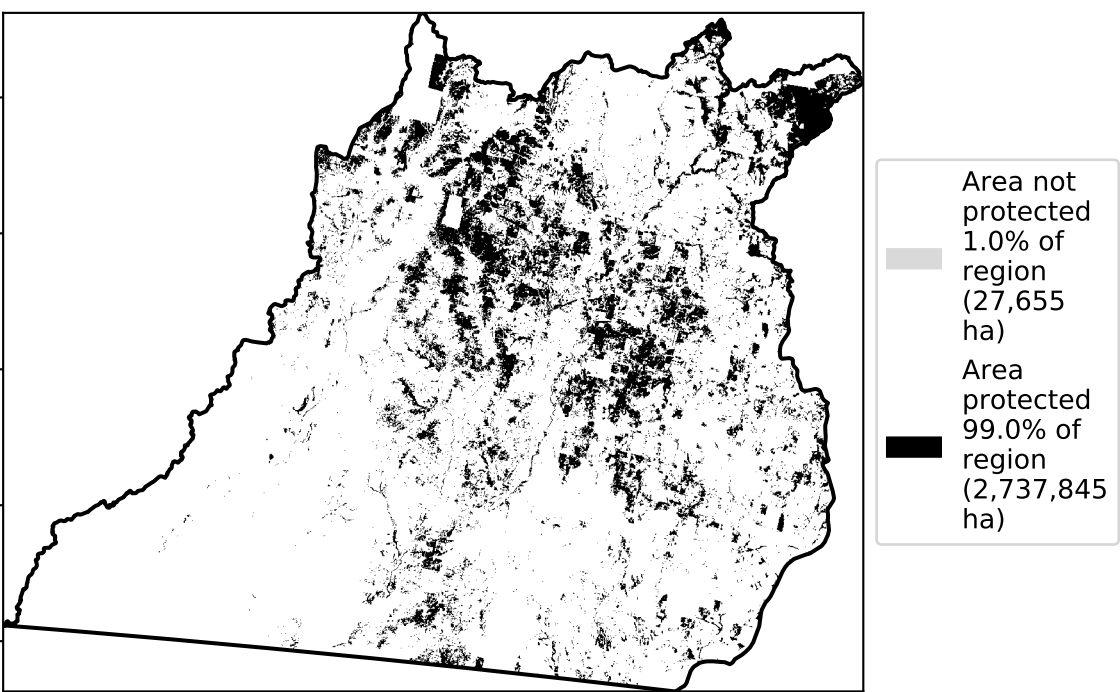 Area not
protected
1.0% of
region
(27,655
ha)
Area
protected
99.0% of
region
(2,737,845
ha)